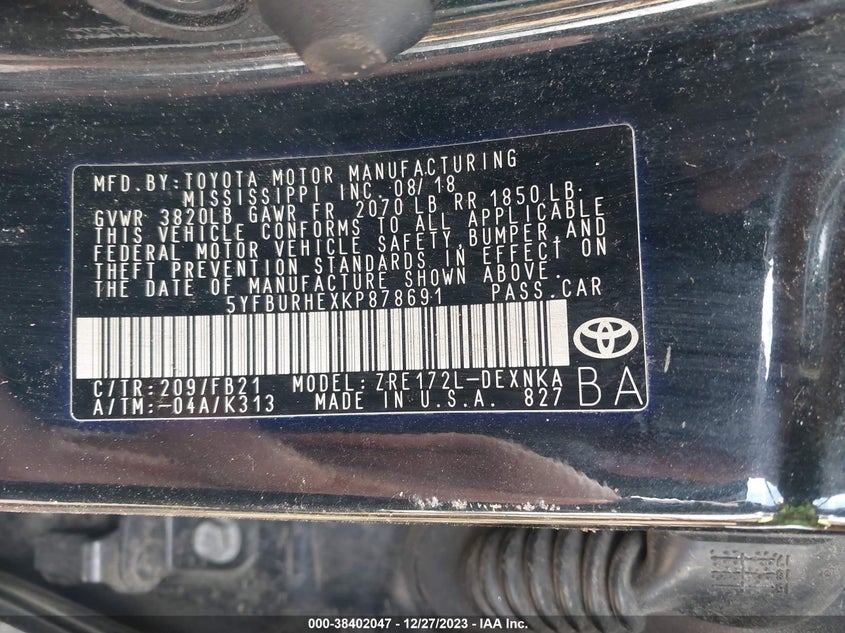 MFD.BY:TOYOTA MOTOR MANUFACTURING
MISSISSIPPI INC 08/18
GVWR 3820LB GAWR FR 2070 LB RR 1850LB.
THIS VEHICLE CONFORMS TO ALL APPLICABLE
FEDERAL MOTOR VEHICLE SAFETY,BUMPER AND
THEFT PREVENTION STANDARDS IN EFFECT ON
THE DATE OF MANUFACTURE SHOWN ABOVE.
5YFBURHEXKP878691 PASS.CAR
C/TR:209/FB21 MODEL:ZRE172L-DEXNKA
A/TM:-04A/K313 MADE IN U.S.A. 827
BA
000-38402047 - 12/27/2023 - IAA Inc.